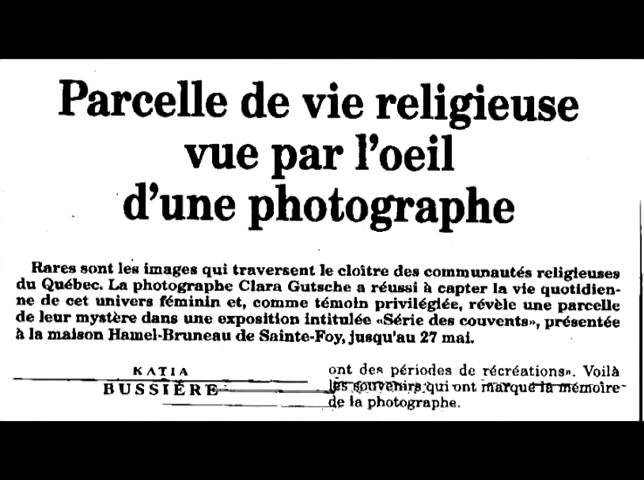 Parcelle de vie religieuse
vue par l'oeil
d'une photographe
Rares sont les images qui traversent le cloître des communautés religieuses
du Québec. La photographe Clara Gutsche a réussi à capter la vie quotidien-
ne de cet univers féminin et, comme témoin privilégiée, révèle une parcelle
de leur mystère dans une exposition intitulée «Série des couvents», présentée
à la maison Hamel-Bruneau de Sainte-Foy, jusqu'au 27 mai.
KATIA
BUSSIÈRE
ont des périodes de récréations». Voilà
les souvenirs qui ont marqué la mémoire
de la photographe.